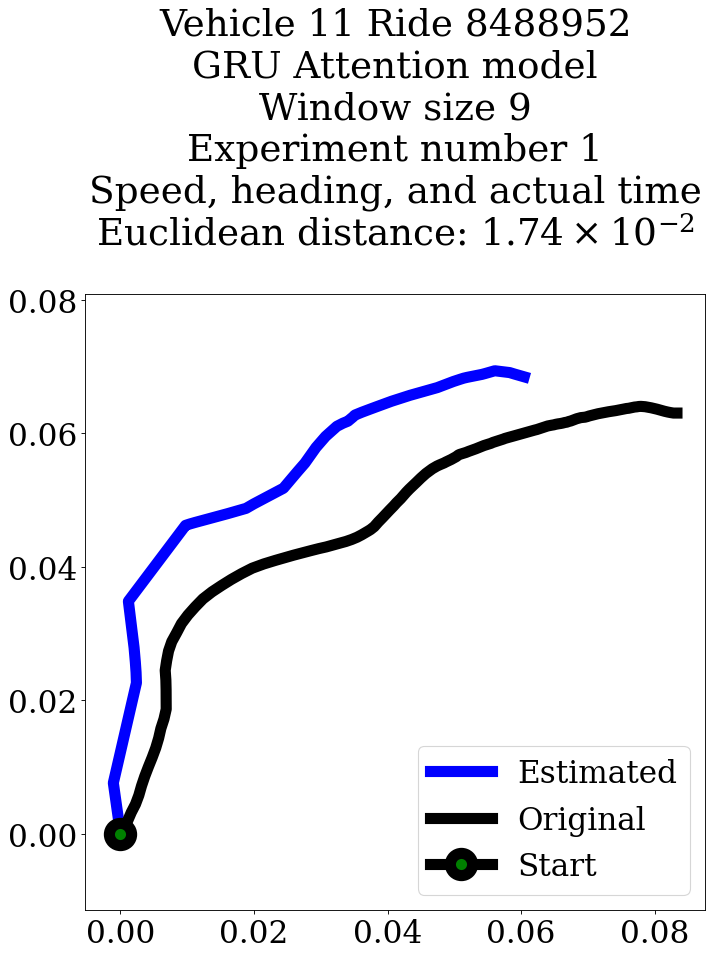 Vehicle 11 Ride 8488952
GRU Attention model
Window size 9
Experiment number 1
Speed, heading, and actual time
Euclidean distance: 1.74 × 10⁻²
0.08
0.06
0.04
0.02
0.00
Estimated
Original
Start
0.00 0.02 0.04 0.06 0.08